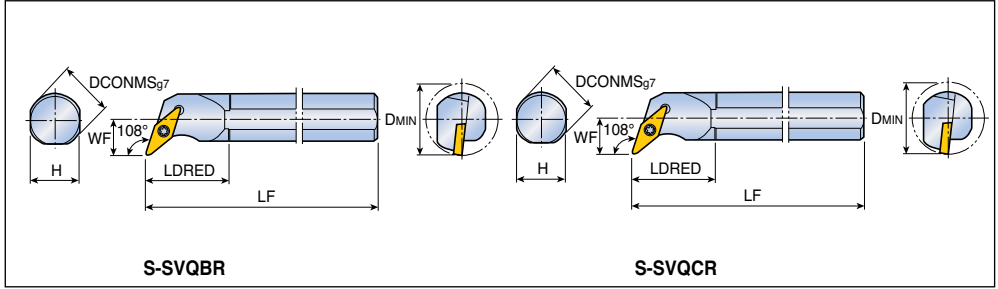 DCONMSg7
WF
108°
H
LDRED
LF
DMIN
S-SVQBR
DCONMSg7
WF
108°
H
LDRED
LF
DMIN
S-SVQCR